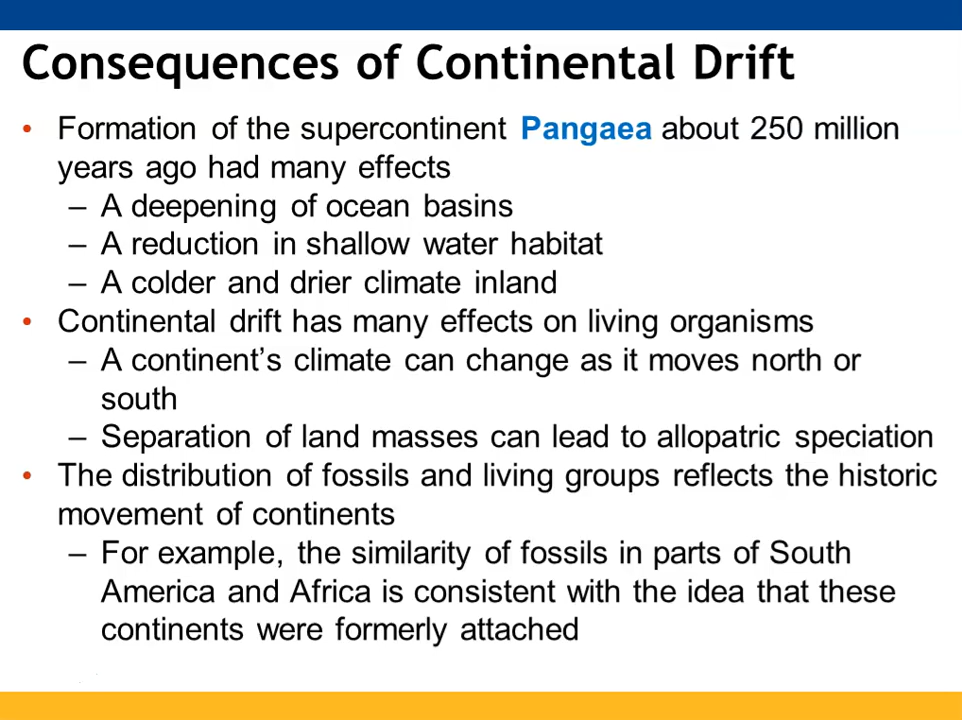 Consequences of Continental Drift
• Formation of the supercontinent Pangaea about 250 million
years ago had many effects
– A deepening of ocean basins
– A reduction in shallow water habitat
– A colder and drier climate inland
• Continental drift has many effects on living organisms
– A continent’s climate can change as it moves north or
south
– Separation of land masses can lead to allopatric speciation
• The distribution of fossils and living groups reflects the historic
movement of continents
– For example, the similarity of fossils in parts of South
America and Africa is consistent with the idea that these
continents were formerly attached